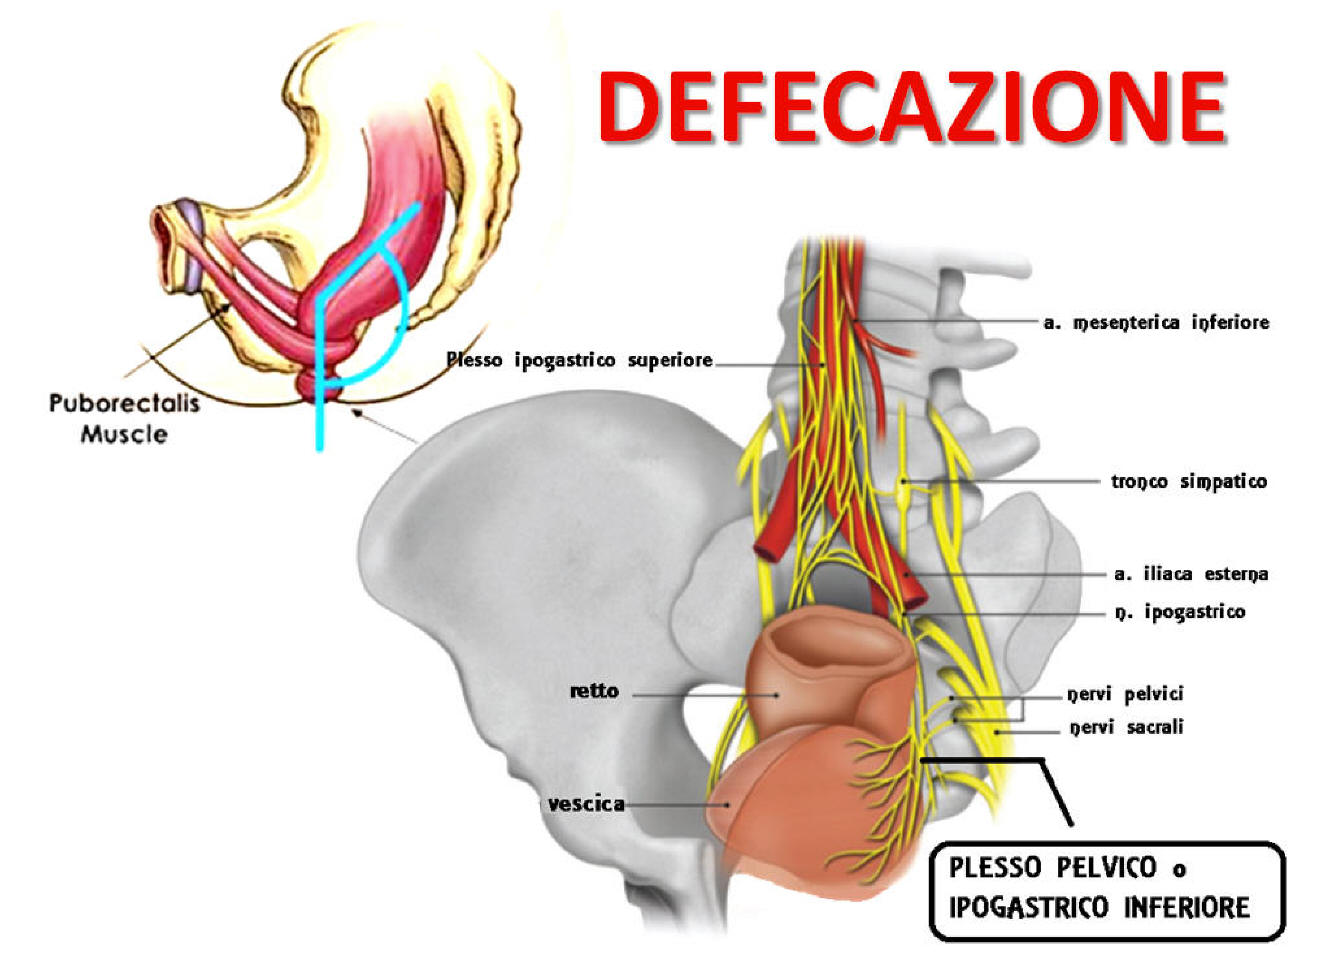 DEFECAZIONE
Puborectalis
Muscle
Plesso ipogastrico superiore
a. mesenterica inferiore
tronco simpatico
a. iliaca esterna
n. ipogastrico
retto
nervi pelvici
nervi sacrali
vescica
PLESSO PELVICO o
IPOGASTRICO INFERIORE